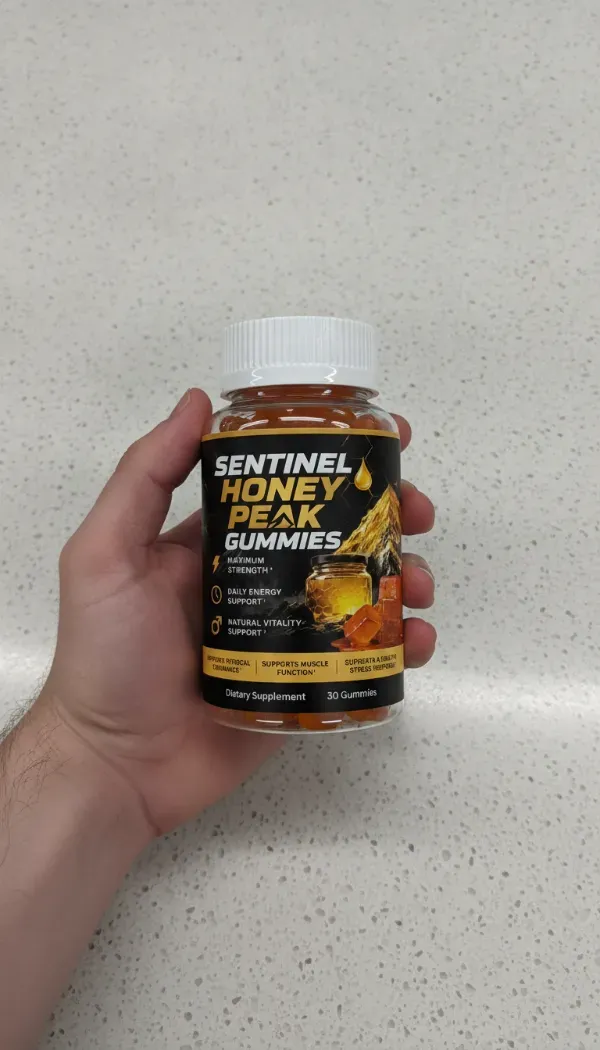 SENTINEL
HONEY
PEAK
GUMMIES
MAXIMUM
STRENGTH*
DAILY ENERGY
SUPPORT*
NATURAL VITALITY
SUPPORT*
SUPPORTS MUSCLE
FUNCTION*
Dietary Supplement 30 Gummies